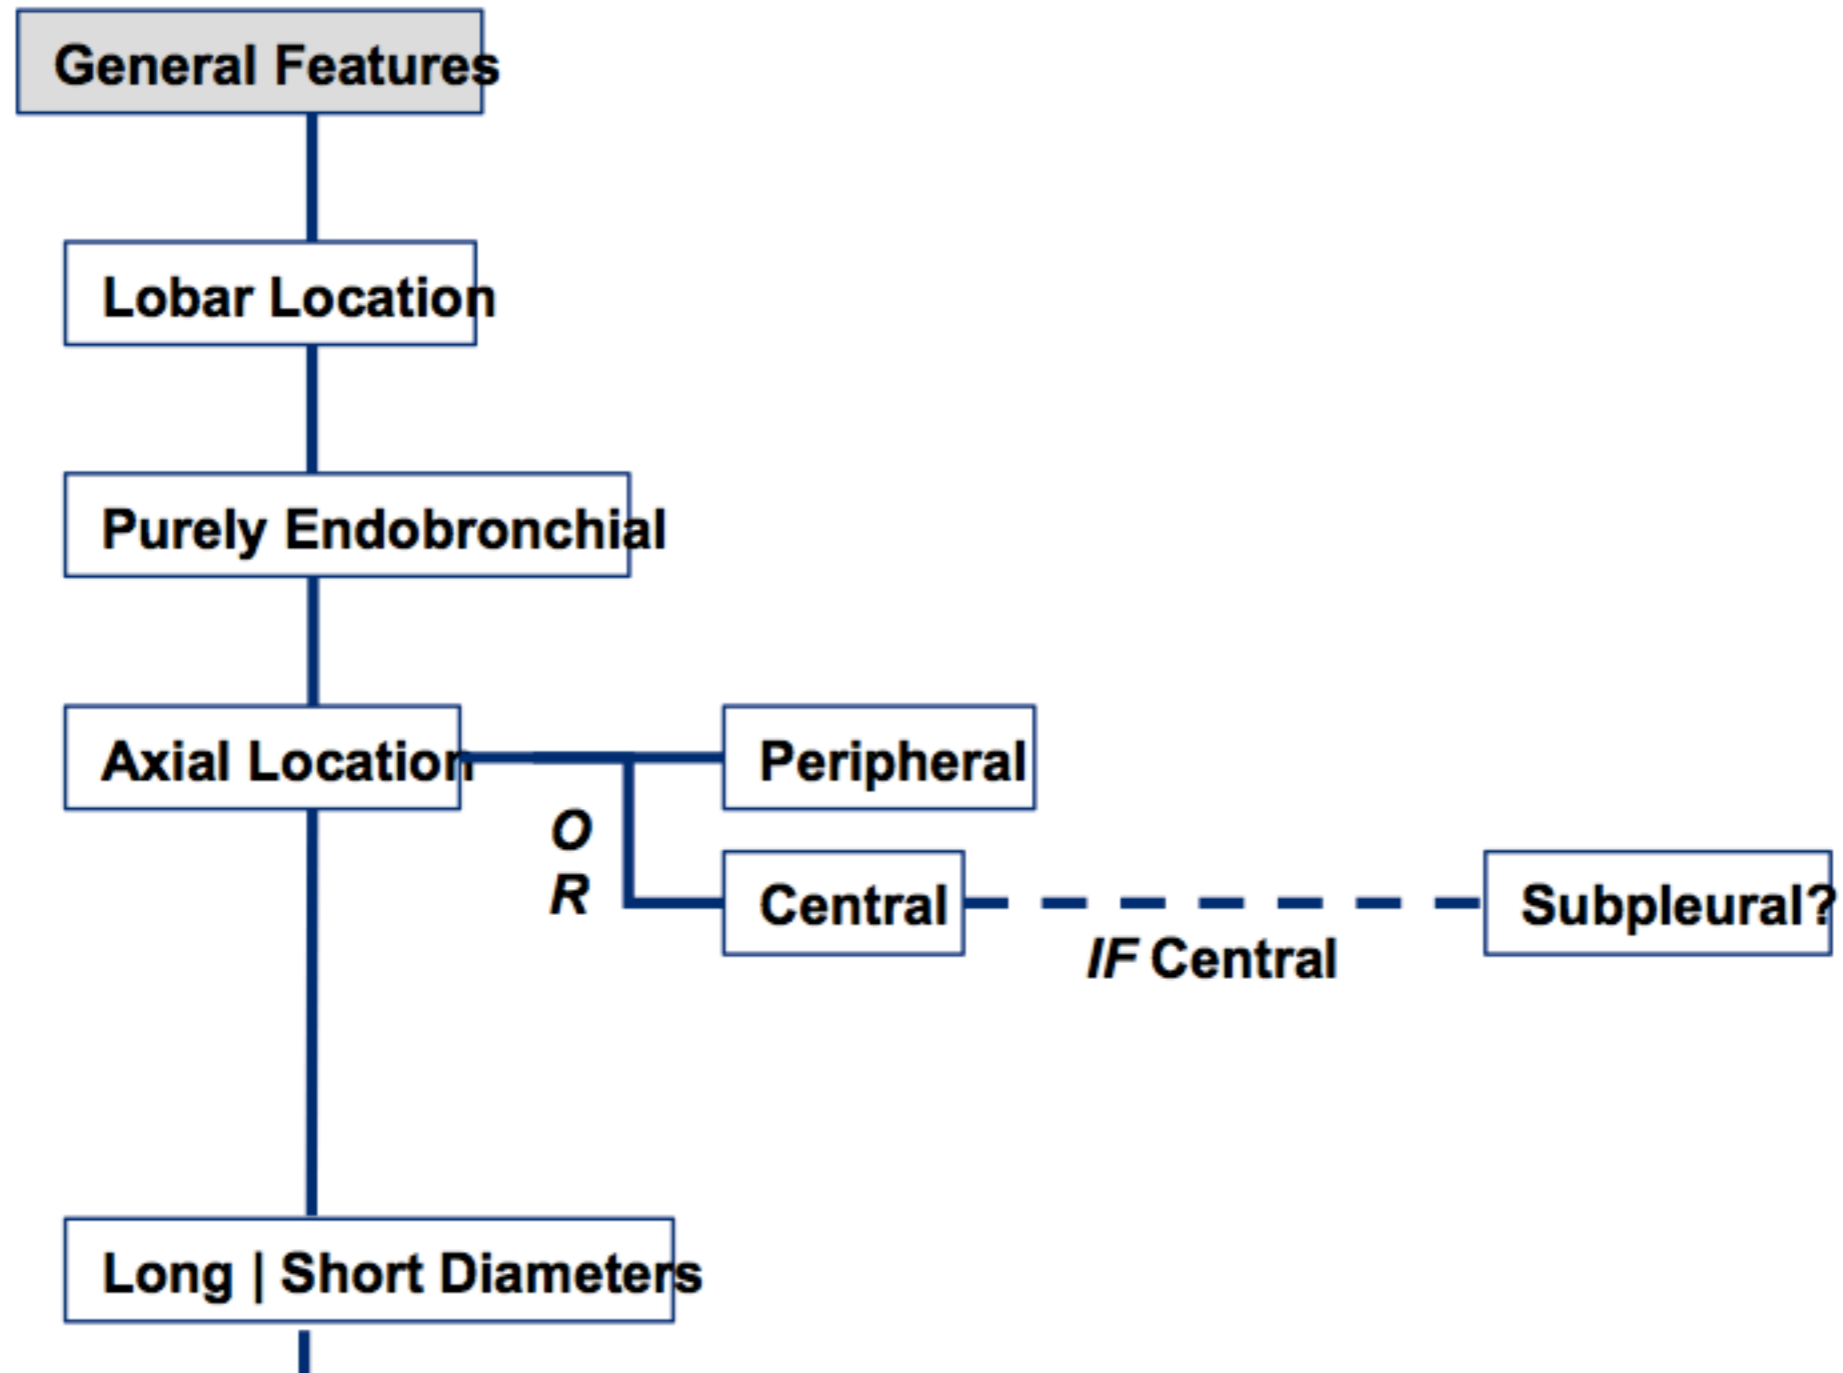 General Features
Lobar Location
Purely Endobronchial
Axial Location
Peripheral
O
R
Central
IF Central
Subpleural?
Long | Short Diameters